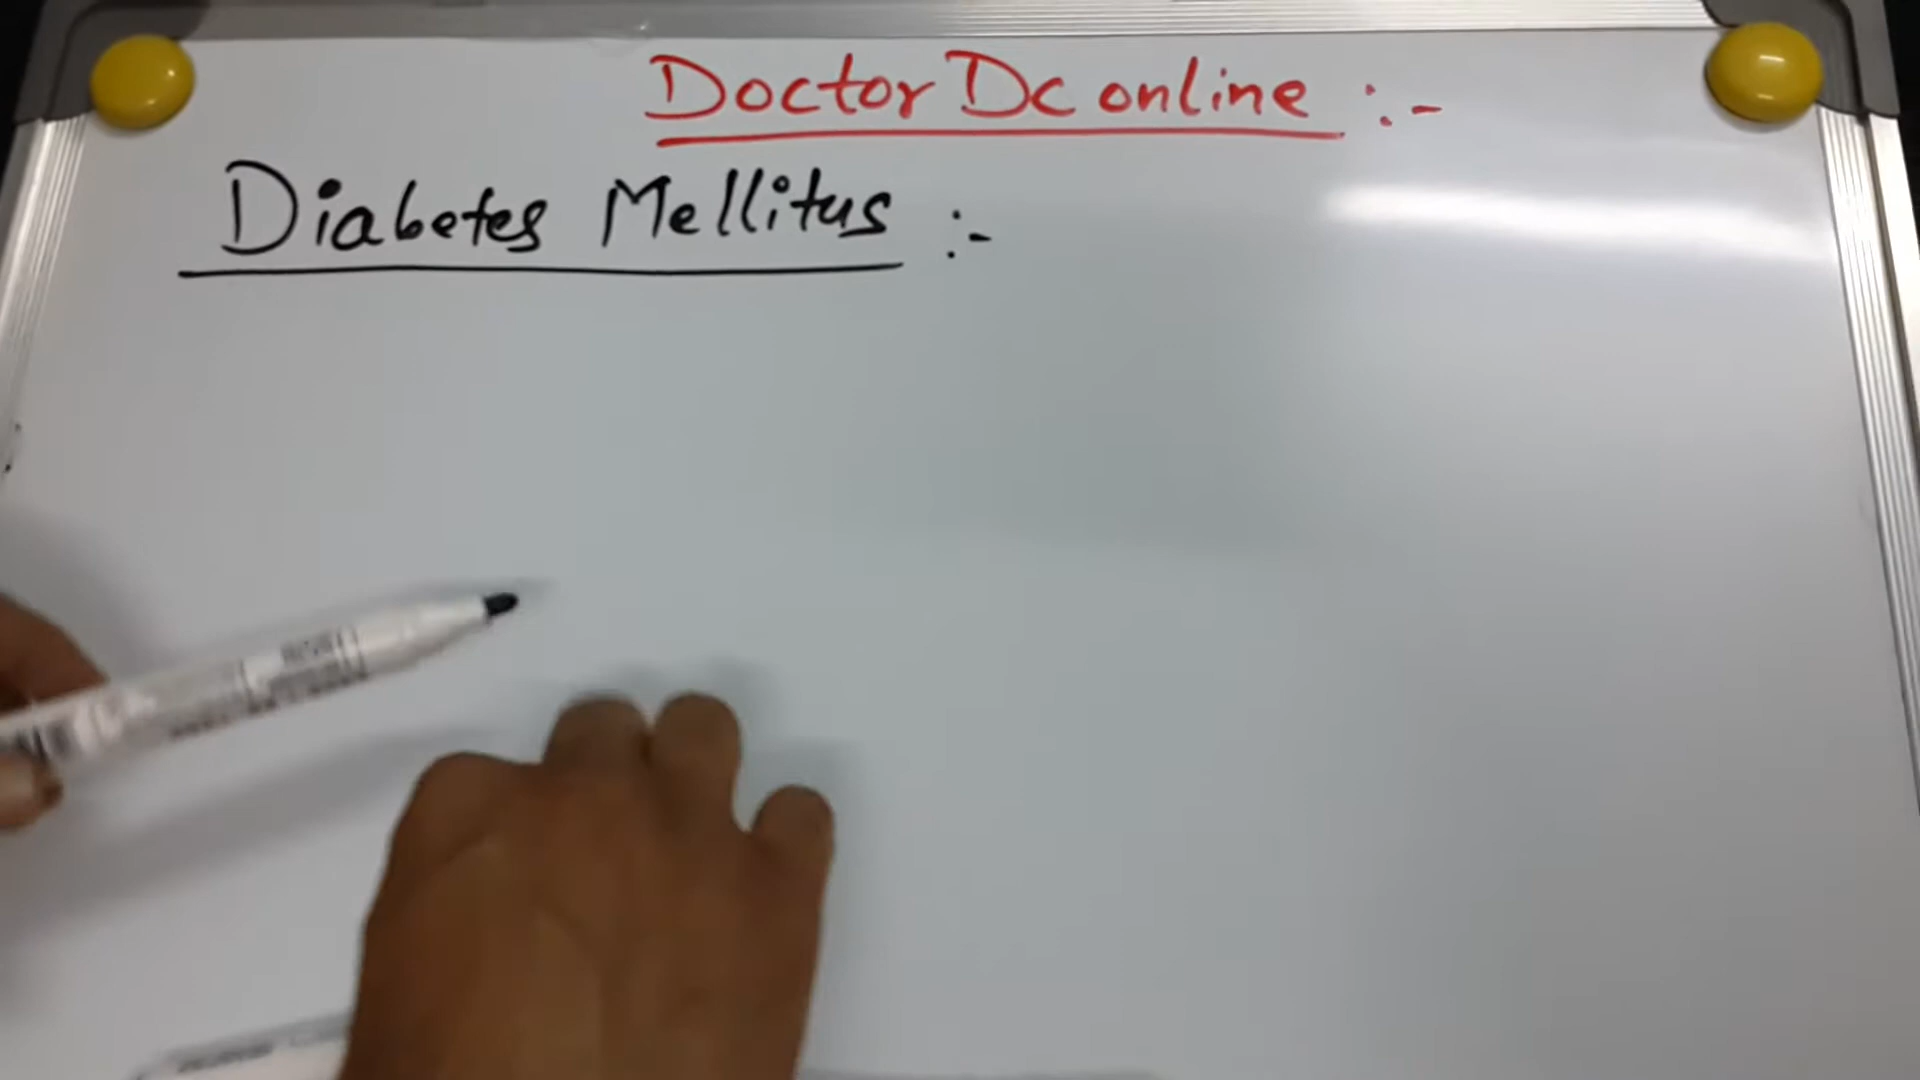 Doctor Dc online :-
Diabetes Mellitus :-